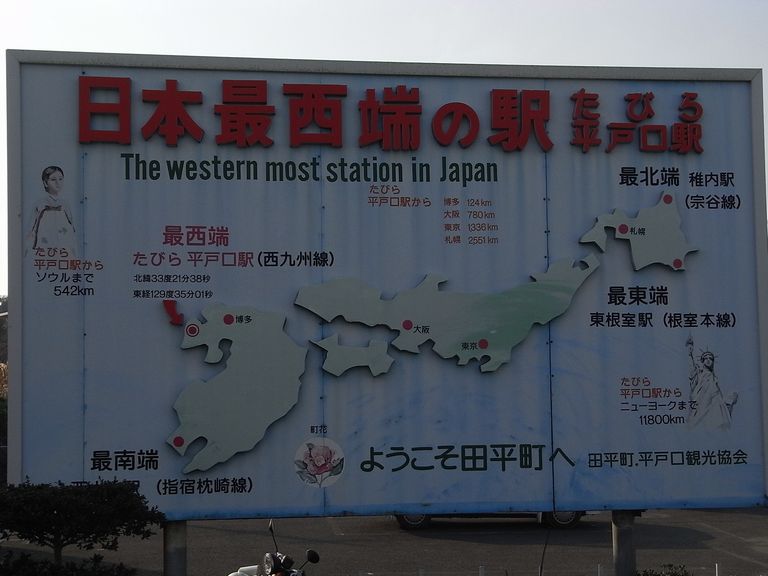 日本最西端の駅 たびら平戸口駅
The western most station in Japan
たびら
平戸口駅から
博多 124km
大阪 780km
東京 1,336km
札幌 2551km
最北端 稚内駅
(宗谷線)
札幌
たびら
平戸口駅から
ソウルまで
542km
最西端
たびら平戸口駅(西九州線)
北緯33度21分38秒
東経129度35分01秒
博多
大阪
東京
最東端
東根室駅(根室本線)
たびら
平戸口駅から
ニューヨークまで
11800km
最南端
(指宿枕崎線)
町花
ようこそ田平町へ 田平町.平戸口観光協会